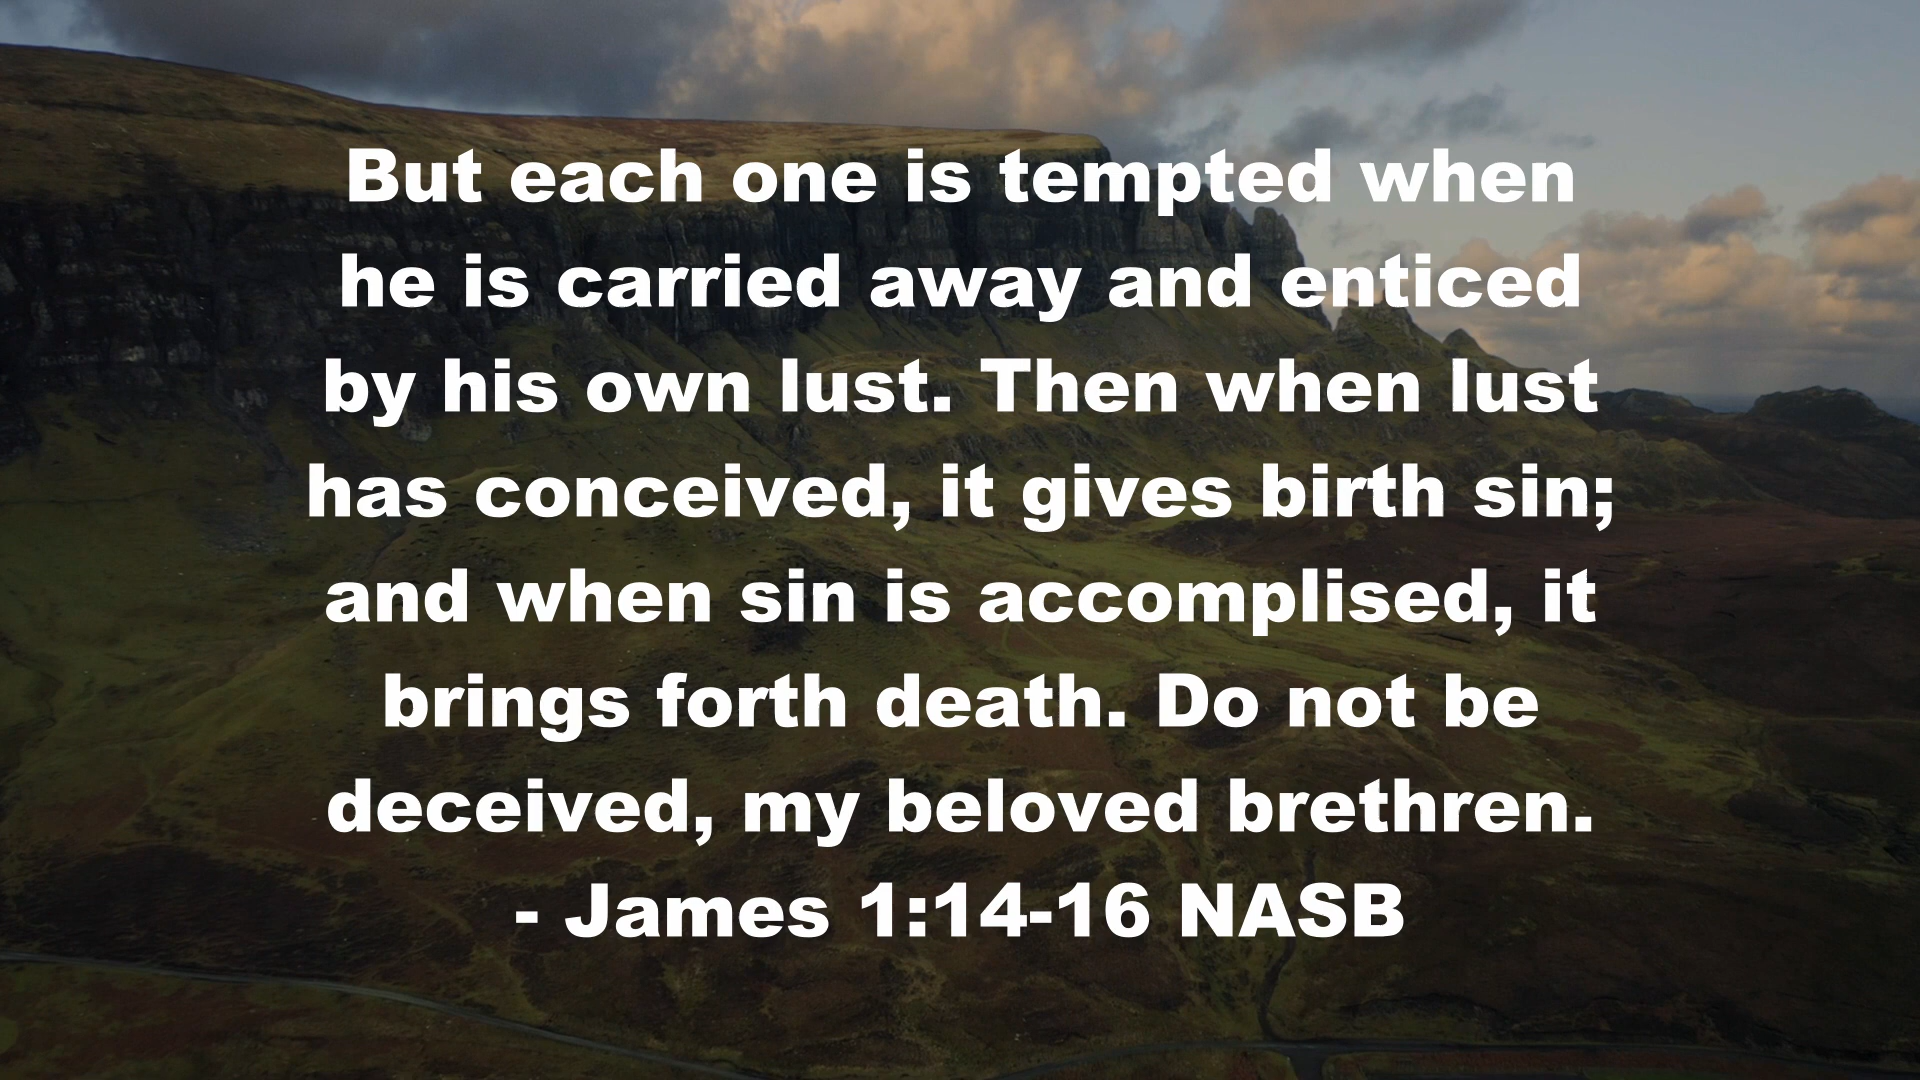 But each one is tempted when
he is carried away and enticed
by his own lust. Then when lust
has conceived, it gives birth sin;
and when sin is accomplised, it
brings forth death. Do not be
deceived, my beloved brethren.
- James 1:14-16 NASB